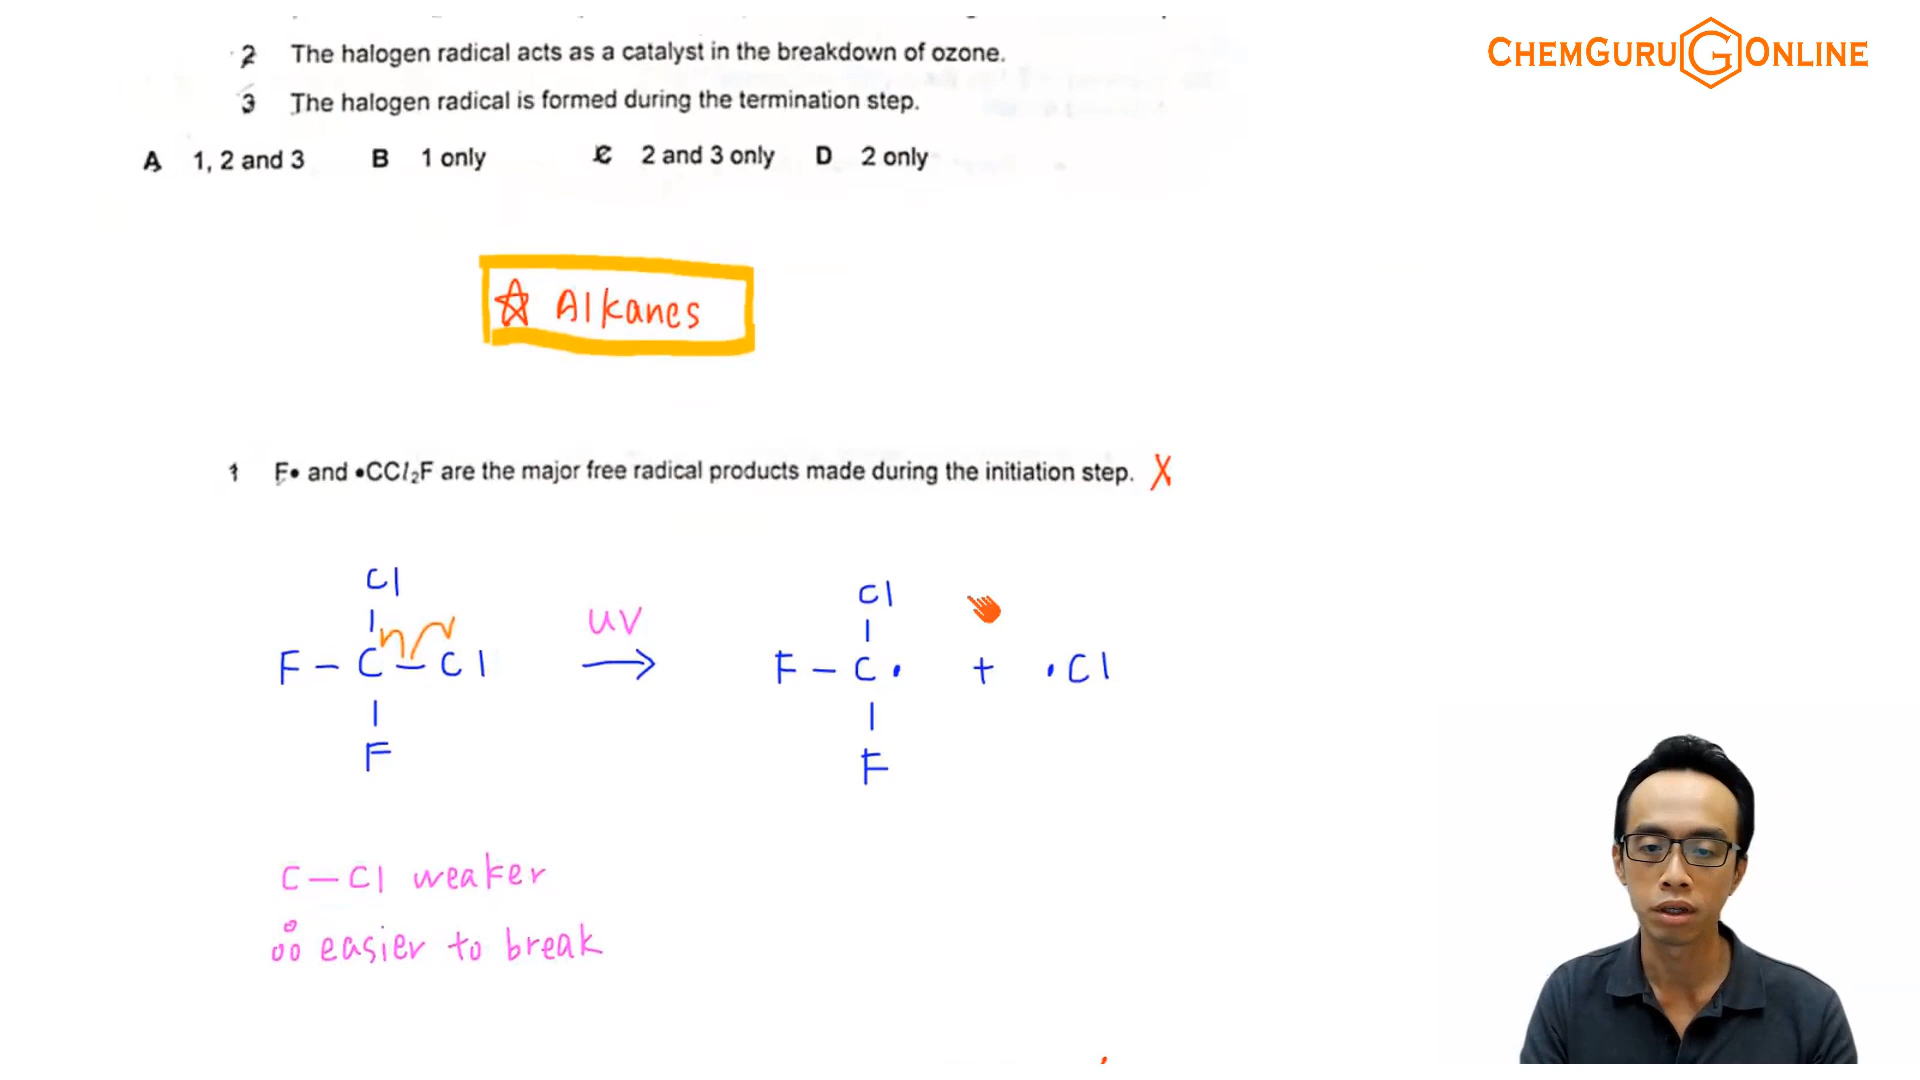 CHEMGURU G ONLINE
2 The halogen radical acts as a catalyst in the breakdown of ozone.
3 The halogen radical is formed during the termination step.
A 1, 2 and 3 B 1 only C 2 and 3 only D 2 only
Alkanes
1 F• and •CCl₂F are the major free radical products made during the initiation step. X
Cl
F – C – Cl
F
UV
→
Cl
F – C • + •Cl
F
C – Cl weaker
∴ easier to break